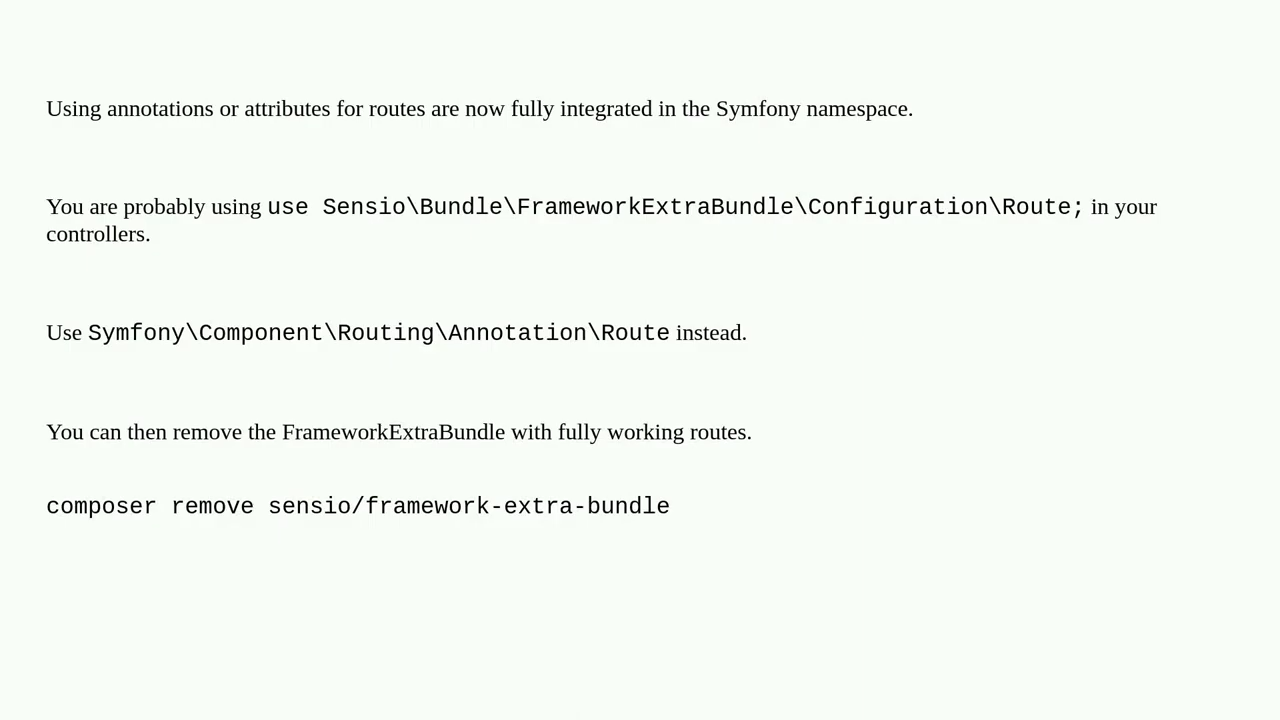 Using annotations or attributes for routes are now fully integrated in the Symfony namespace.
You are probably using use Sensio\Bundle\FrameworkExtraBundle\Configuration\Route; in your
controllers.
Use Symfony\Component\Routing\Annotation\Route instead.
You can then remove the FrameworkExtraBundle with fully working routes.
composer remove sensio/framework-extra-bundle